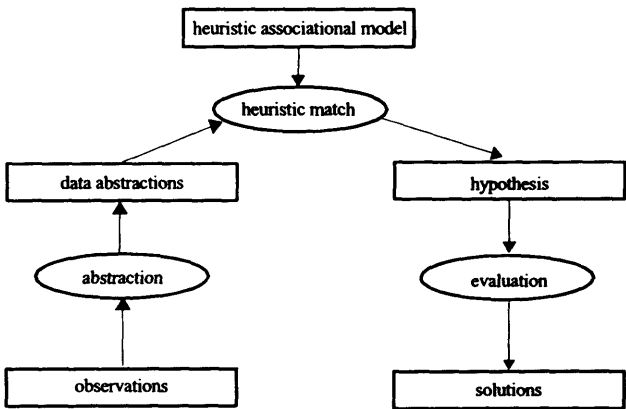 heuristic associational model
heuristic match
data abstractions
hypothesis
abstraction
evaluation
observations
solutions